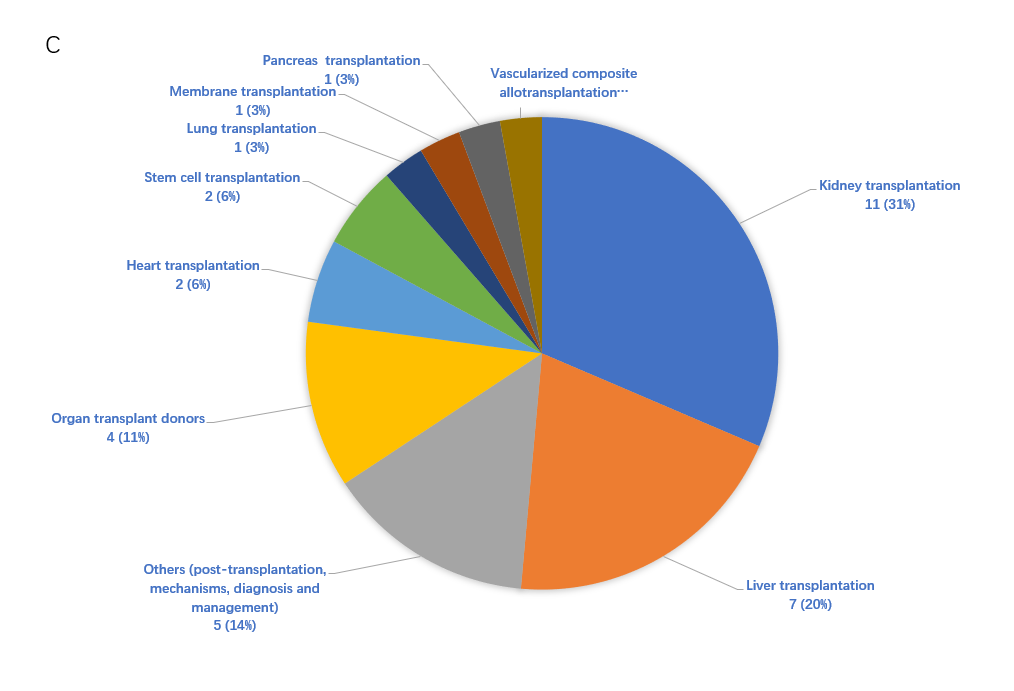 C
Pancreas transplantation
1 (3%)
Membrane transplantation
1 (3%)
Lung transplantation
1 (3%)
Stem cell transplantation
2 (6%)
Heart transplantation
2 (6%)
Organ transplant donors
4 (11%)
Others (post-transplantation,
mechanisms, diagnosis and
management)
5 (14%)
Vascularized composite
allotransplantation...
Kidney transplantation
11 (31%)
Liver transplantation
7 (20%)